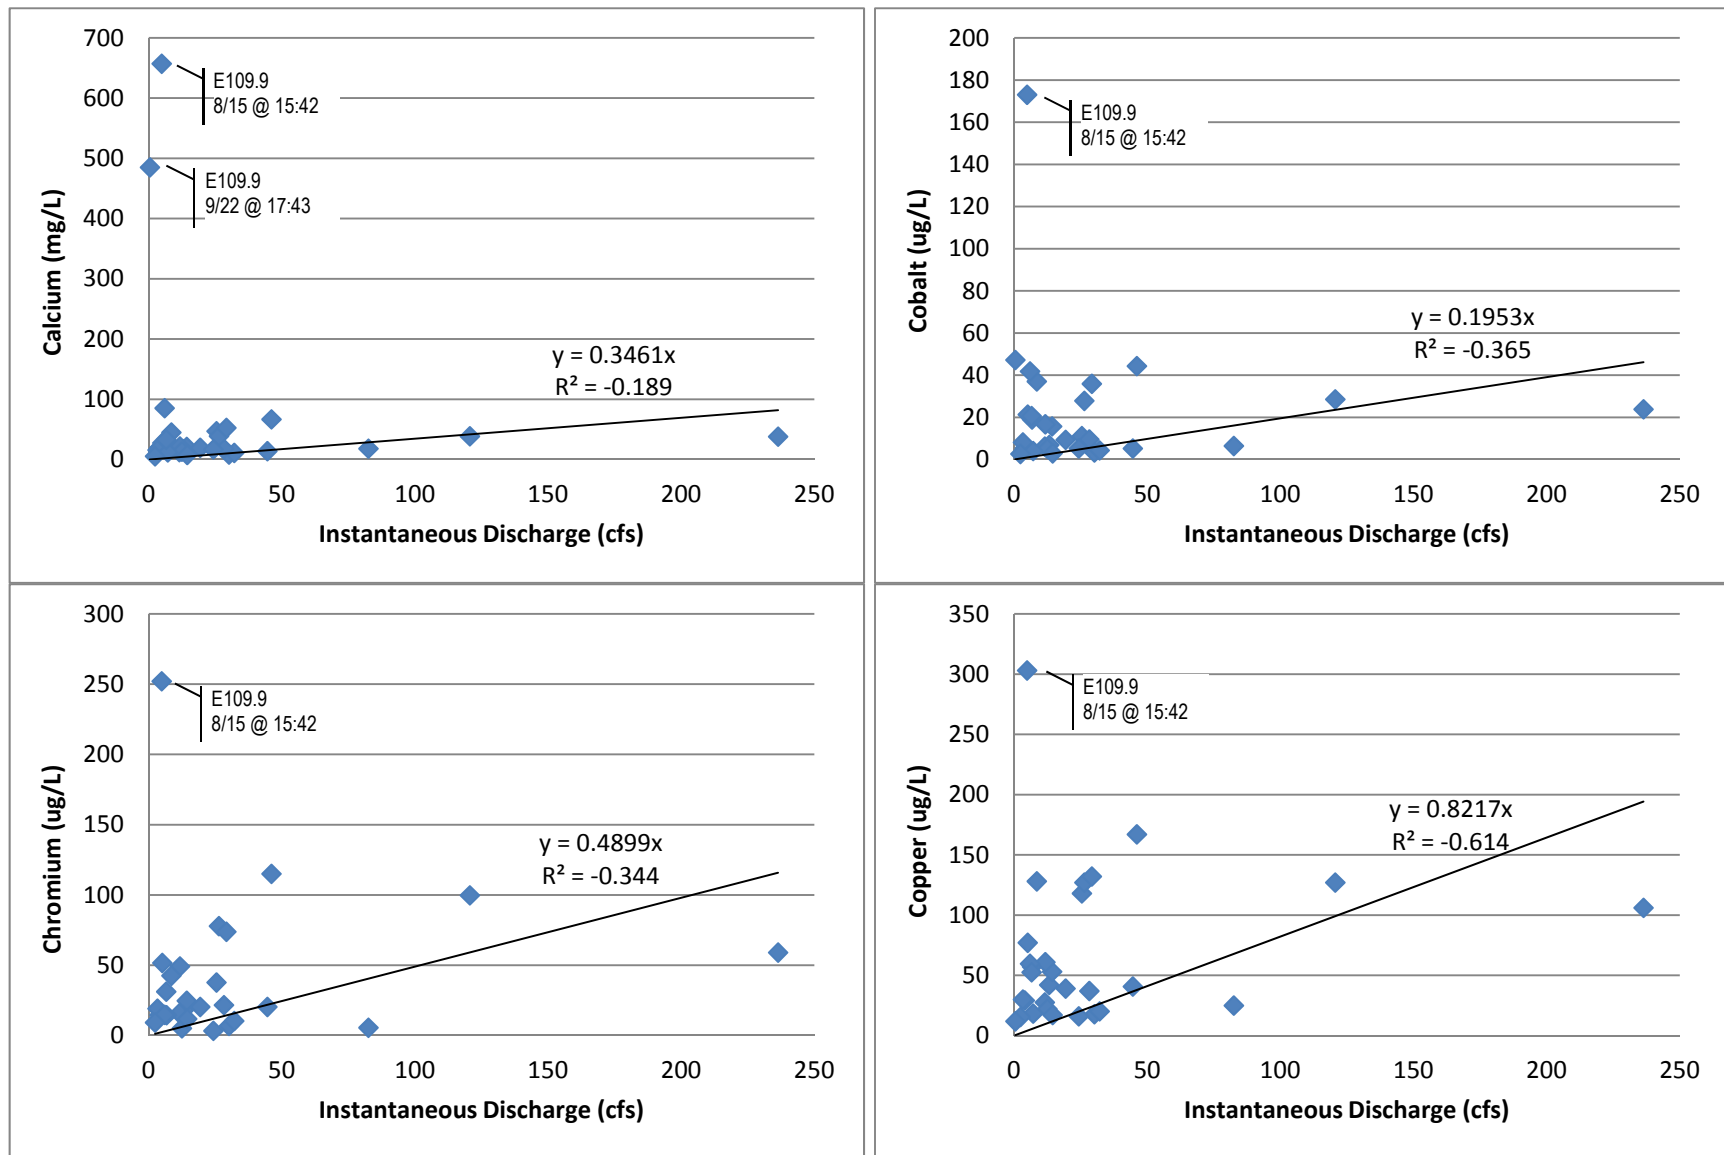 700
600
500
400
300
200
100
0
0 50 100 150 200 250
Calcium (mg/L)
Instantaneous Discharge (cfs)
E109.9
8/15 @ 15:42
E109.9
9/22 @ 17:43
y = 0.3461x
R² = -0.189
200
180
160
140
120
100
80
60
40
20
0
0 50 100 150 200 250
Cobalt (ug/L)
Instantaneous Discharge (cfs)
E109.9
8/15 @ 15:42
y = 0.1953x
R² = -0.365
300
250
200
150
100
50
0
0 50 100 150 200 250
Chromium (ug/L)
Instantaneous Discharge (cfs)
E109.9
8/15 @ 15:42
y = 0.4899x
R² = -0.344
350
300
250
200
150
100
50
0
0 50 100 150 200 250
Copper (ug/L)
Instantaneous Discharge (cfs)
E109.9
8/15 @ 15:42
y = 0.8217x
R² = -0.614